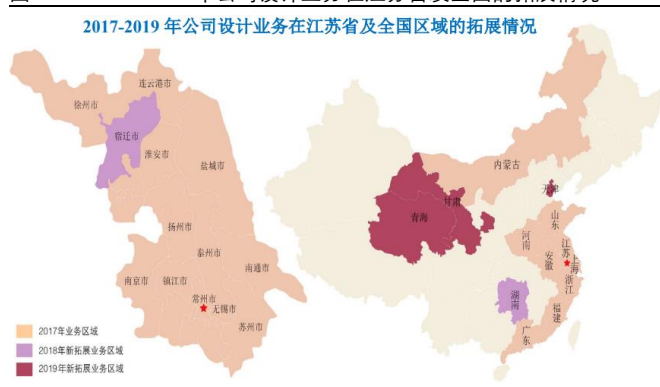 2017-2019 年公司设计业务在江苏省及全国区域的拓展情况
连云港市
徐州市
宿迁市
淮安市
盐城市
扬州市
泰州市
南通市
南京市
镇江市
常州市
无锡市
苏州市
内蒙古
天津
甘肃
青海
山东
河南
江苏
上海
安徽
浙江
湖南
福建
广东
2017年业务区域
2018年新拓展业务区域
2019年新拓展业务区域